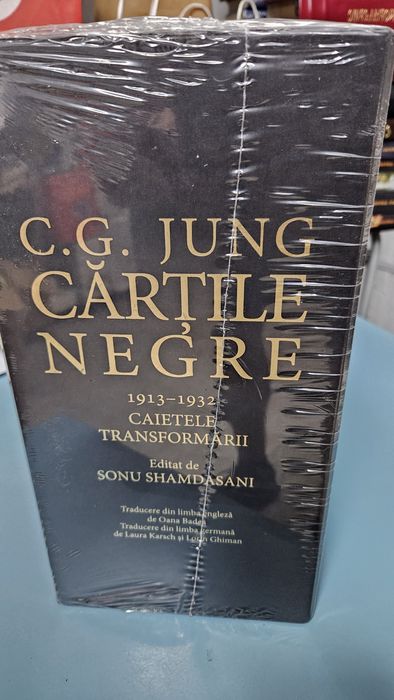 C.G. JUNG
CĂRȚILE
NEGRE
1913–1932
CAIETELE
TRANSFORMĂRII
Editat de
SONU SHAMDASANI
Traducere din limba engleză
de Oana Badea
Traducere din limba germană
de Laura Karsch și Lorin Ghiman